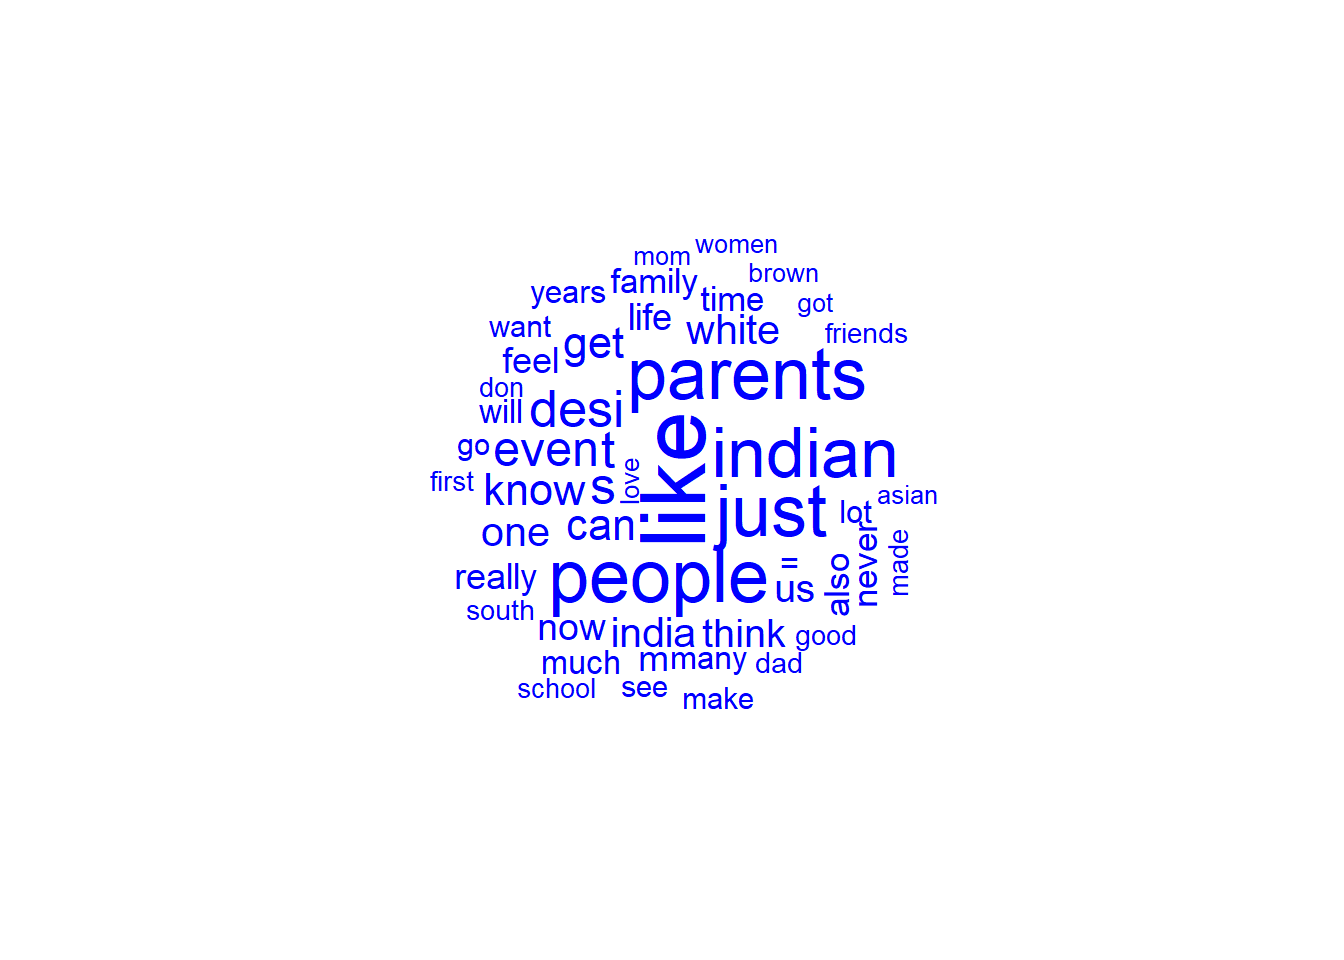 women
mom
brown
family
years
time
got
life
want
white
friends
get
feel
parents
don
will
desi
like
indian
go
event
love
first
know
s
just
asian
lot
one
can
never
made
also
people
=
us
really
south
now
india
think
good
much
m
many
dad
school
see
make